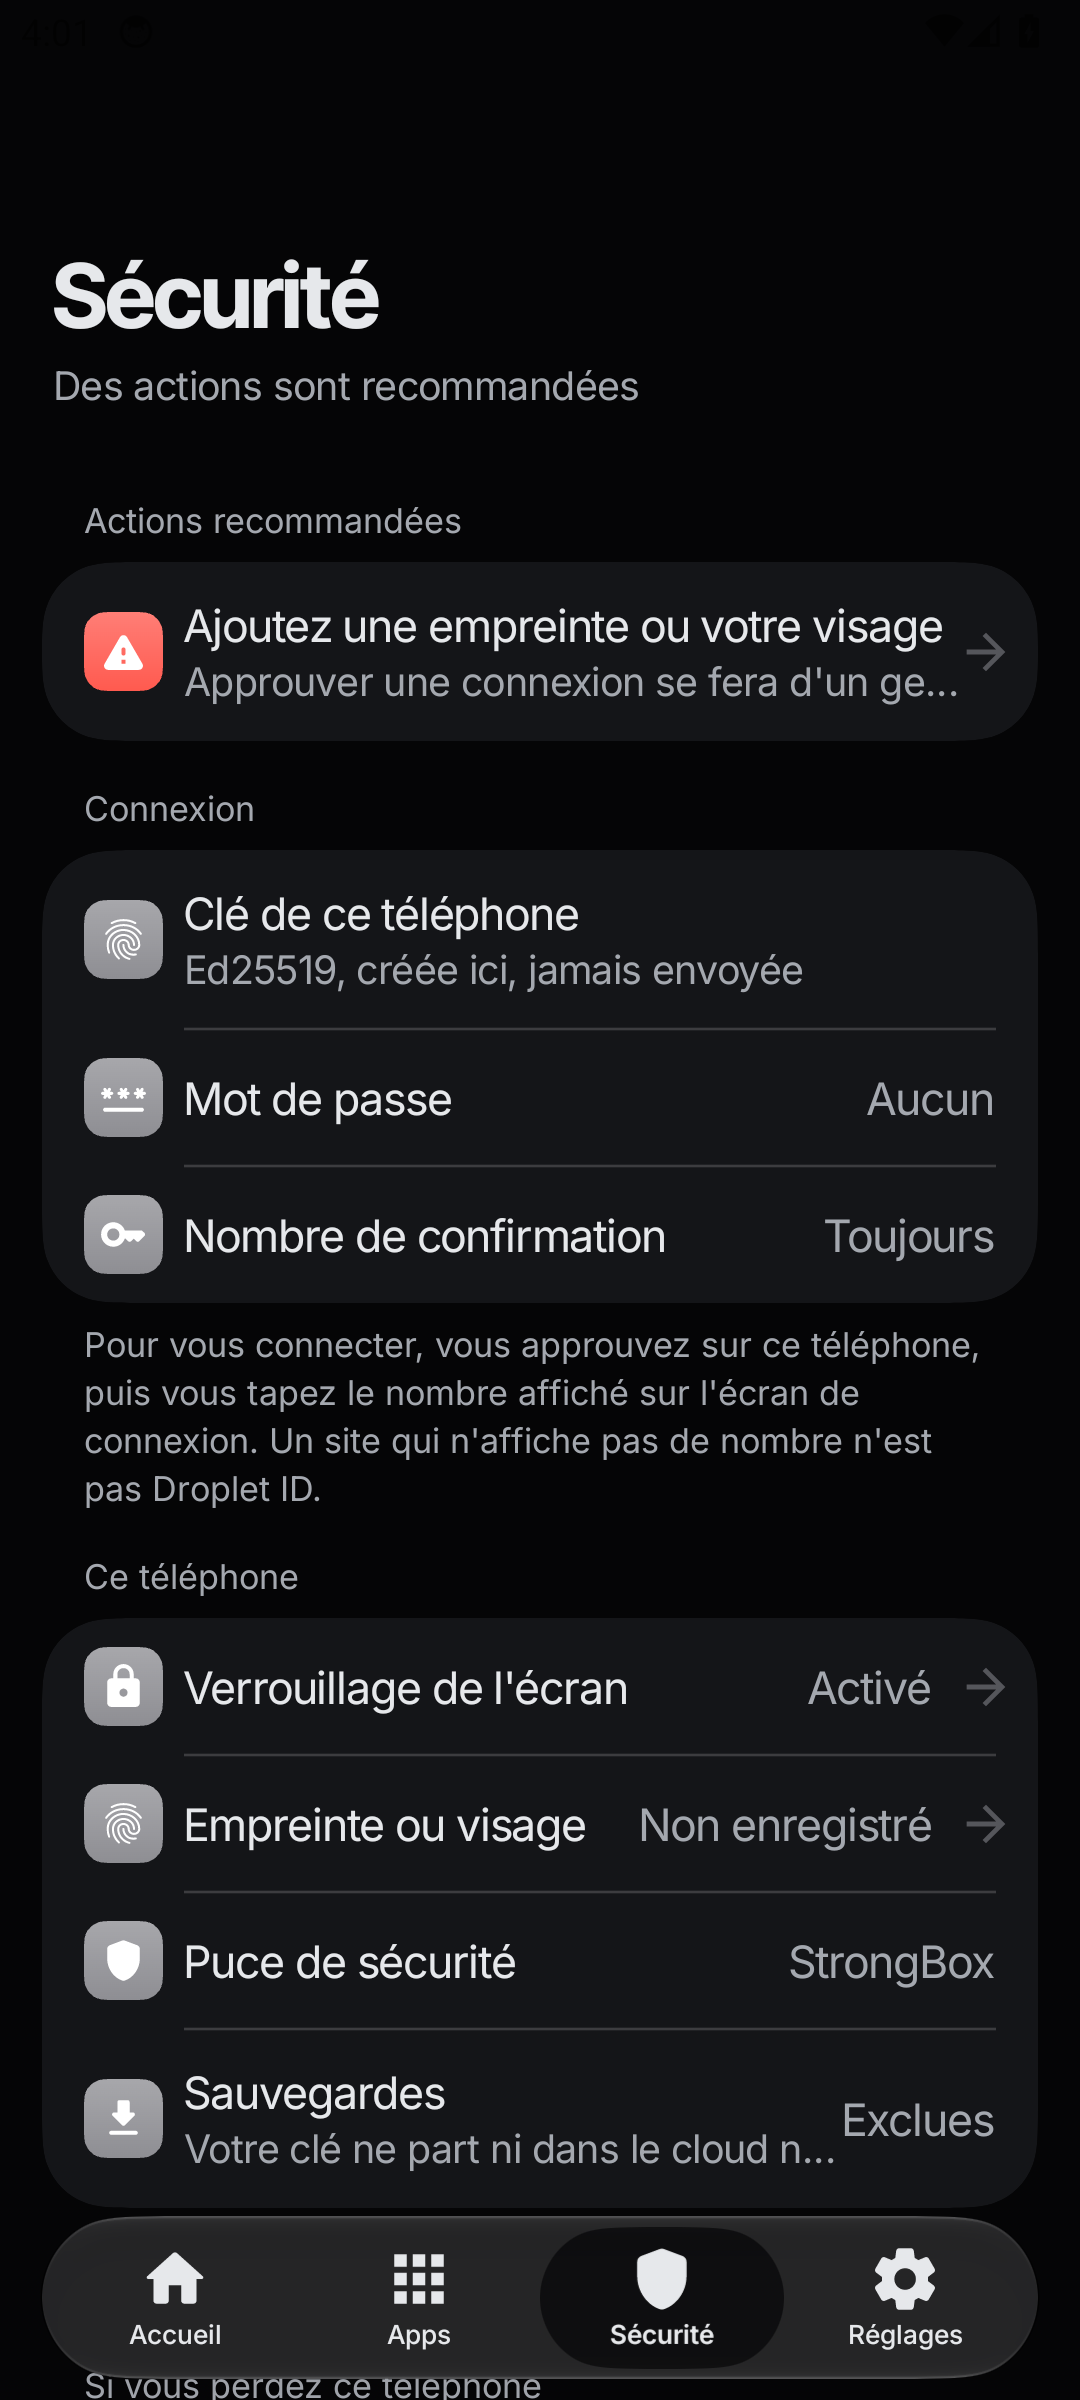 4:01
Sécurité
Des actions sont recommandées
Actions recommandées
Ajoutez une empreinte ou votre visage
Approuver une connexion se fera d'un ge...
Connexion
Clé de ce téléphone
Ed25519, créée ici, jamais envoyée
Mot de passe
Aucun
Nombre de confirmation
Toujours
Pour vous connecter, vous approuvez sur ce téléphone,
puis vous tapez le nombre affiché sur l'écran de
connexion. Un site qui n'affiche pas de nombre n'est
pas Droplet ID.
Ce téléphone
Verrouillage de l'écran
Activé
Empreinte ou visage
Non enregistré
Puce de sécurité
StrongBox
Sauvegardes
Votre clé ne part ni dans le cloud n...
Exclues
Accueil
Apps
Sécurité
Réglages
Si vous perdez ce téléphone